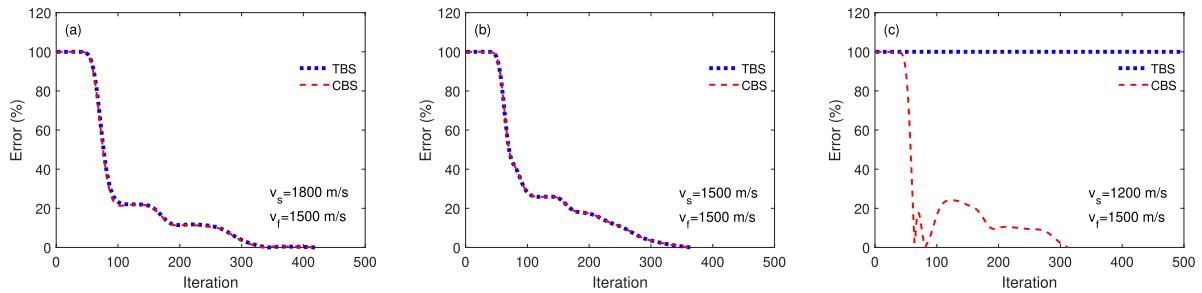 (a)
120
100
80
60
40
20
0
Error (%)
TBS
CBS
v_s=1800 m/s
v_f=1500 m/s
0 100 200 300 400 500
Iteration
(b)
120
100
80
60
40
20
0
Error (%)
TBS
CBS
v_s=1500 m/s
v_f=1500 m/s
0 100 200 300 400 500
Iteration
(c)
120
100
80
60
40
20
0
Error (%)
TBS
CBS
v_s=1200 m/s
v_f=1500 m/s
0 100 200 300 400 500
Iteration